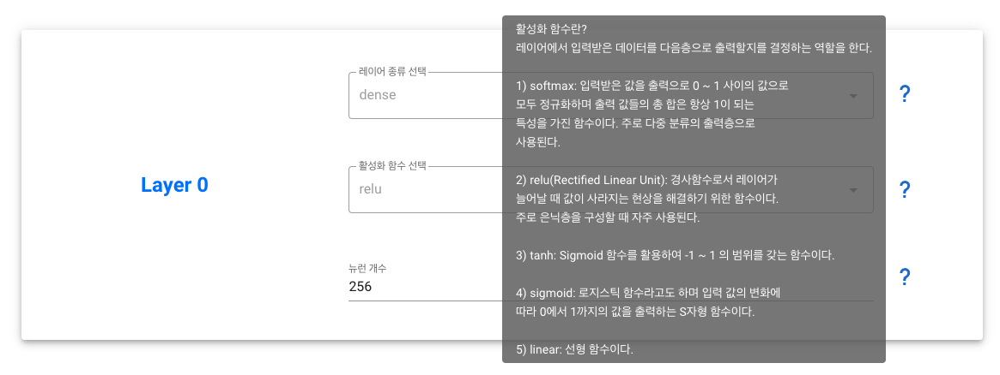 Layer 0
레이어 종류 선택
dense
?
활성화 함수 선택
relu
?
뉴런 개수
256
?
활성화 함수란?
레이어에서 입력받은 데이터를 다음층으로 출력할지를 결정하는 역할을 한다.
1) softmax: 입력받은 값을 출력으로 0 ~ 1 사이의 값으로
모두 정규화하며 출력 값들의 총 합은 항상 1이 되는
특성을 가진 함수이다. 주로 다중 분류의 출력층으로
사용된다.
2) relu(Rectified Linear Unit): 경사함수로서 레이어가
늘어날 때 값이 사라지는 현상을 해결하기 위한 함수이다.
주로 은닉층을 구성할 때 자주 사용된다.
3) tanh: Sigmoid 함수를 활용하여 -1 ~ 1 의 범위를 갖는 함수이다.
4) sigmoid: 로지스틱 함수라고도 하며 입력 값의 변화에
따라 0에서 1까지의 값을 출력하는 S자형 함수이다.
5) linear: 선형 함수이다.